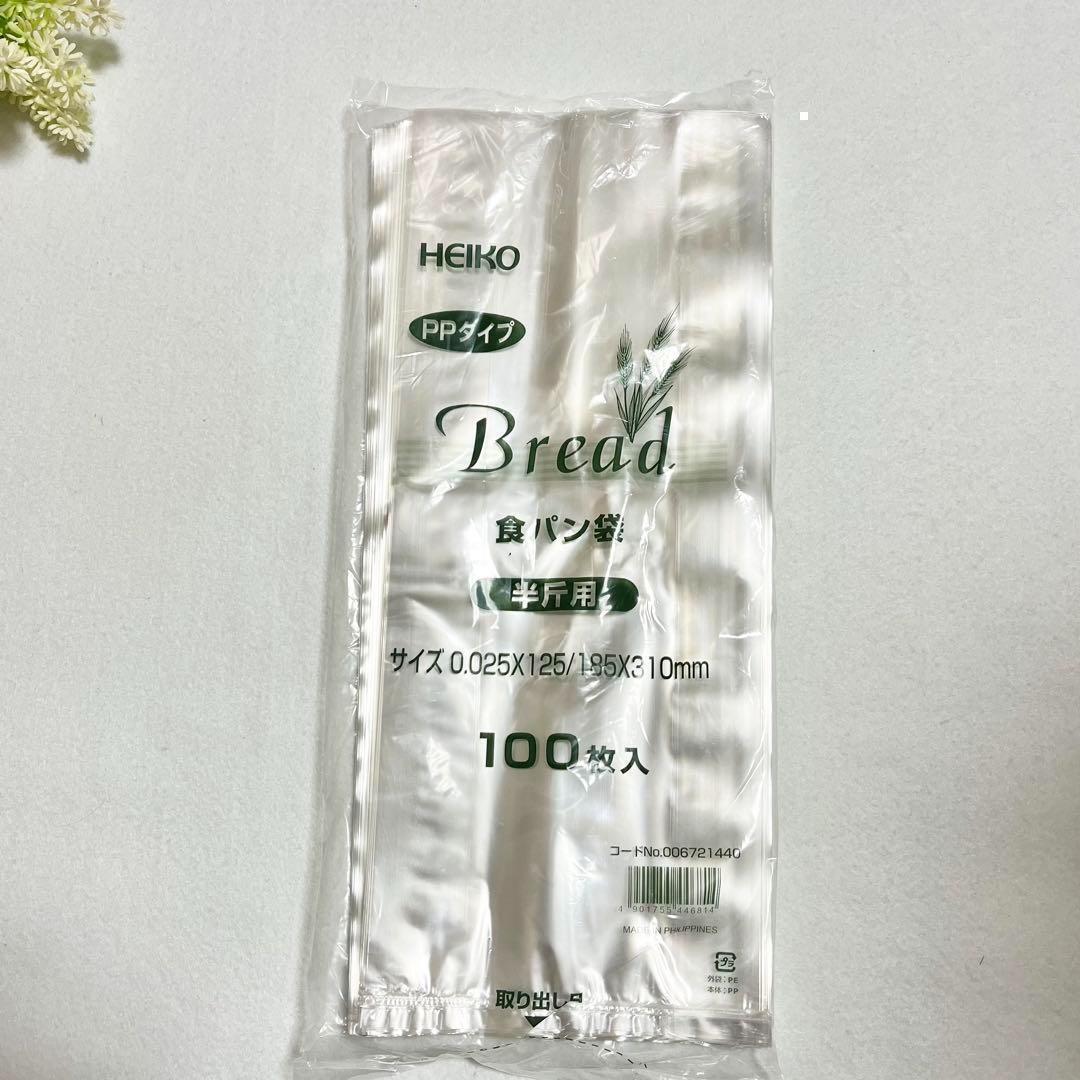 HEIKO
PPタイプ
Bread
食パン袋
半斤用
サイズ 0.025X125/185X310mm
100枚入
コードNo.006721440
4 901755 446814
MADE IN PHILIPPINES
プラ
外袋：PE
本体：PP
取り出し口